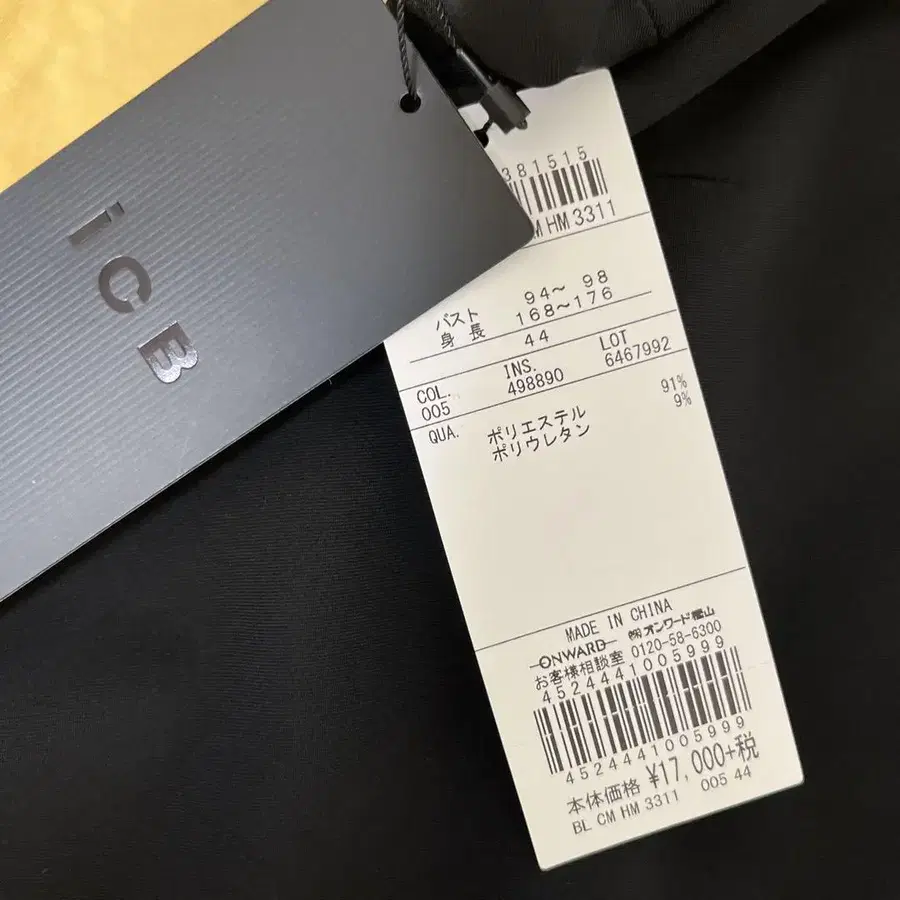 iCB
381515
M HM 3311
バスト 94〜 98
身 長 168〜176
44
COL. INS. LOT
005 498890 6467992
QUA. ポリエステル 91%
ポリウレタン 9%
MADE IN CHINA
ONWARD ㈱オンワード樫山
お客様相談室 0120-58-6300
4524441005999
4524441005999
本体価格 ¥17,000+税
BL CM HM 3311 005 44